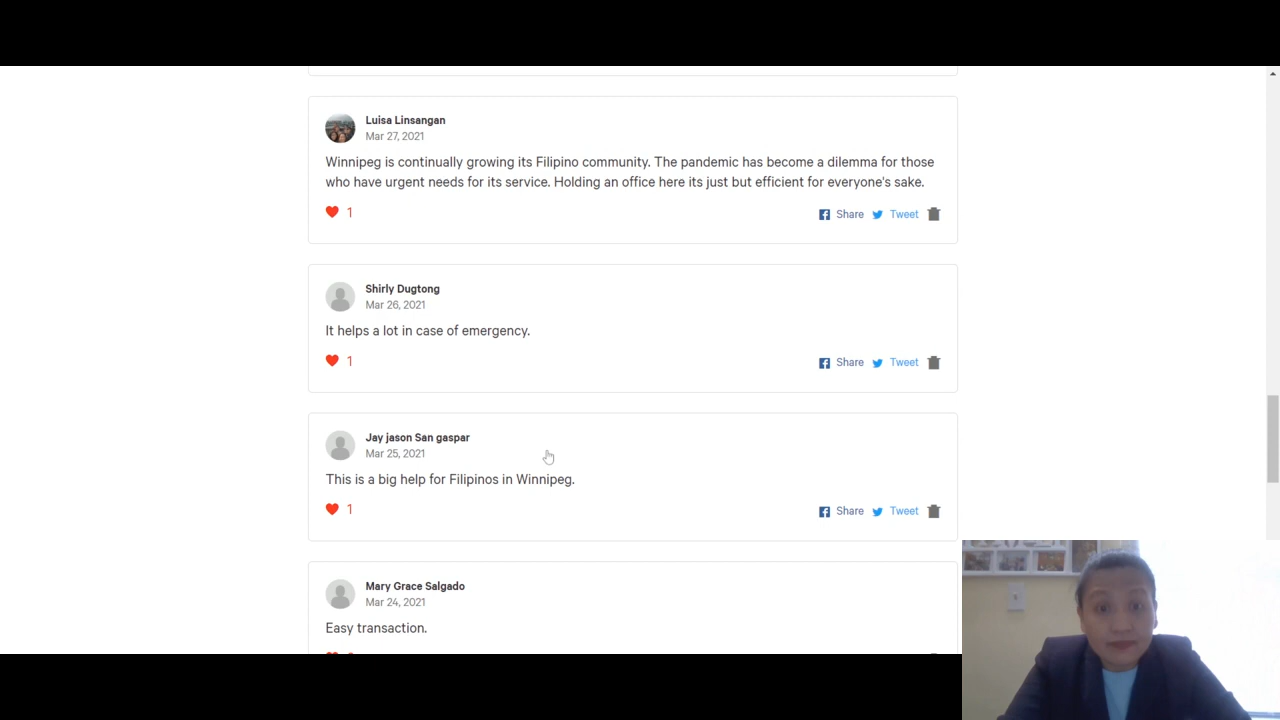 Luisa Linsangan
Mar 27, 2021
Winnipeg is continually growing its Filipino community. The pandemic has become a dilemma for those
who have urgent needs for its service. Holding an office here its just but efficient for everyone's sake.
1
Share Tweet
Shirly Dugtong
Mar 26, 2021
It helps a lot in case of emergency.
1
Share Tweet
Jay jason San gaspar
Mar 25, 2021
This is a big help for Filipinos in Winnipeg.
1
Share Tweet
Mary Grace Salgado
Mar 24, 2021
Easy transaction.